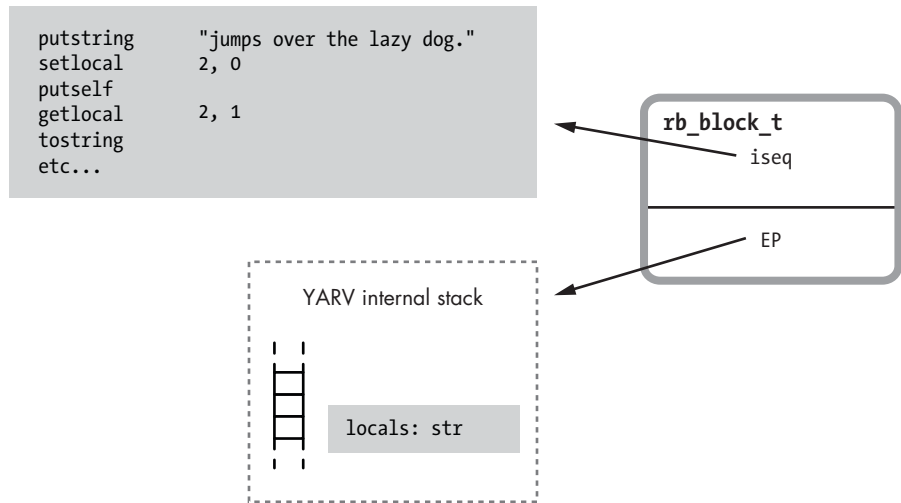 putstring "jumps over the lazy dog."
setlocal 2, 0
putself
getlocal 2, 1
tostring
etc...
rb_block_t
iseq
EP
YARV internal stack
locals: str